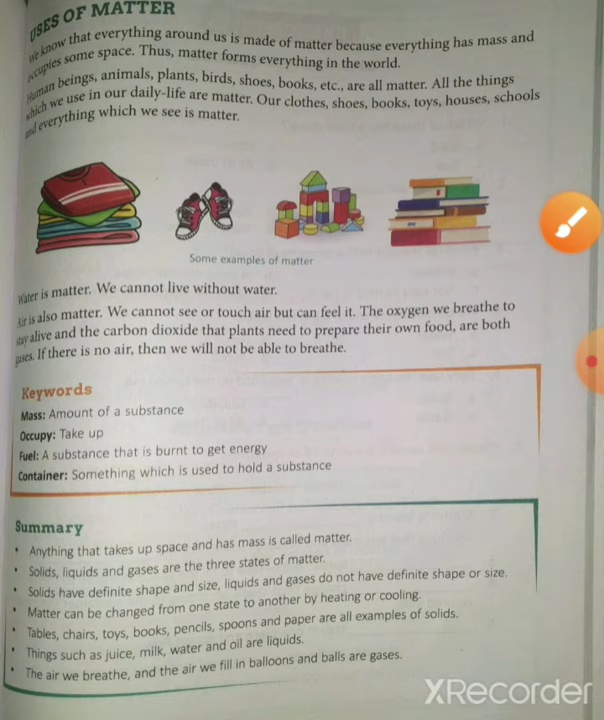 USES OF MATTER
We know that everything around us is made of matter because everything has mass and
occupies some space. Thus, matter forms everything in the world.
Human beings, animals, plants, birds, shoes, books, etc., are all matter. All the things
which we use in our daily-life are matter. Our clothes, shoes, books, toys, houses, schools
and everything which we see is matter.
Some examples of matter
Water is matter. We cannot live without water.
Air is also matter. We cannot see or touch air but can feel it. The oxygen we breathe to
stay alive and the carbon dioxide that plants need to prepare their own food, are both
gases. If there is no air, then we will not be able to breathe.
Keywords
Mass: Amount of a substance
Occupy: Take up
Fuel: A substance that is burnt to get energy
Container: Something which is used to hold a substance
Summary
• Anything that takes up space and has mass is called matter.
• Solids, liquids and gases are the three states of matter.
• Solids have definite shape and size, liquids and gases do not have definite shape or size.
• Matter can be changed from one state to another by heating or cooling.
• Tables, chairs, toys, books, pencils, spoons and paper are all examples of solids.
• Things such as juice, milk, water and oil are liquids.
• The air we breathe, and the air we fill in balloons and balls are gases.
XRecorder